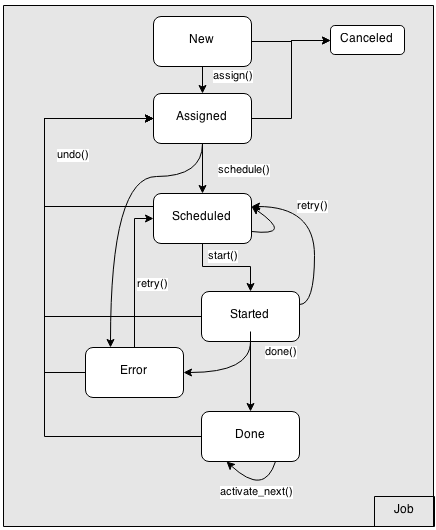 New
Canceled
assign()
Assigned
undo()
schedule()
Scheduled
retry()
start()
retry()
Started
done()
Error
Done
activate_next()
Job